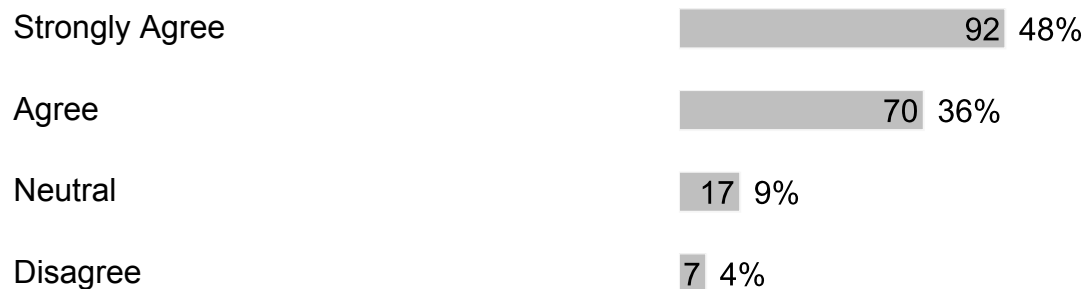 Strongly Agree 92 48%
Agree 70 36%
Neutral 17 9%
Disagree 7 4%